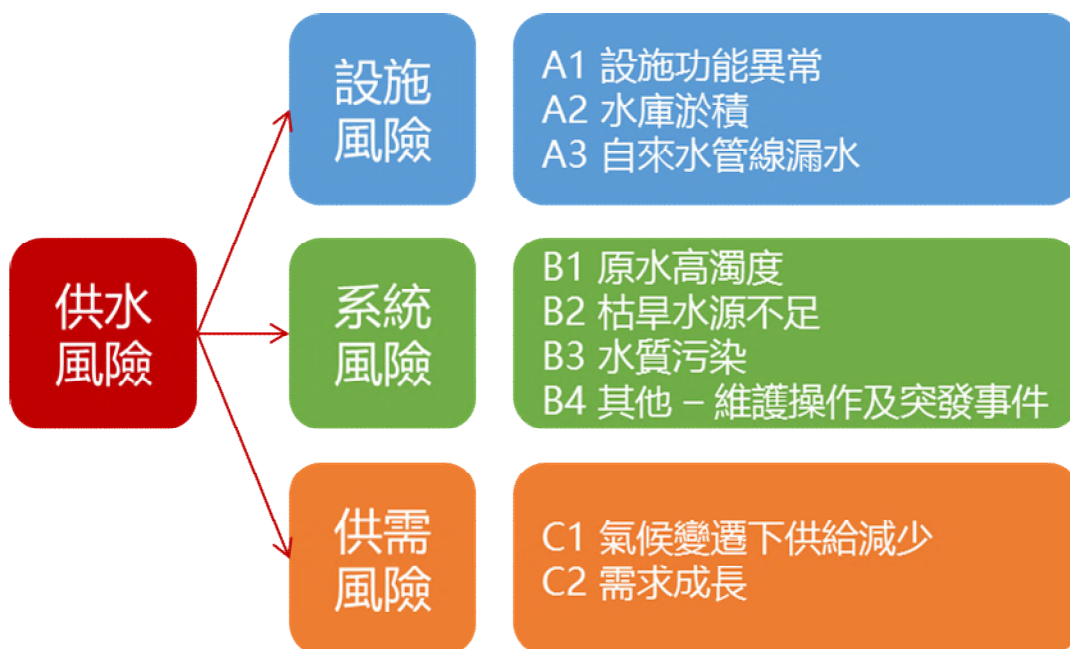 供水
風險
設施
風險
A1 設施功能異常
A2 水庫淤積
A3 自來水管線漏水
系統
風險
B1 原水高濁度
B2 枯旱水源不足
B3 水質污染
B4 其他 – 維護操作及突發事件
供需
風險
C1 氣候變遷下供給減少
C2 需求成長